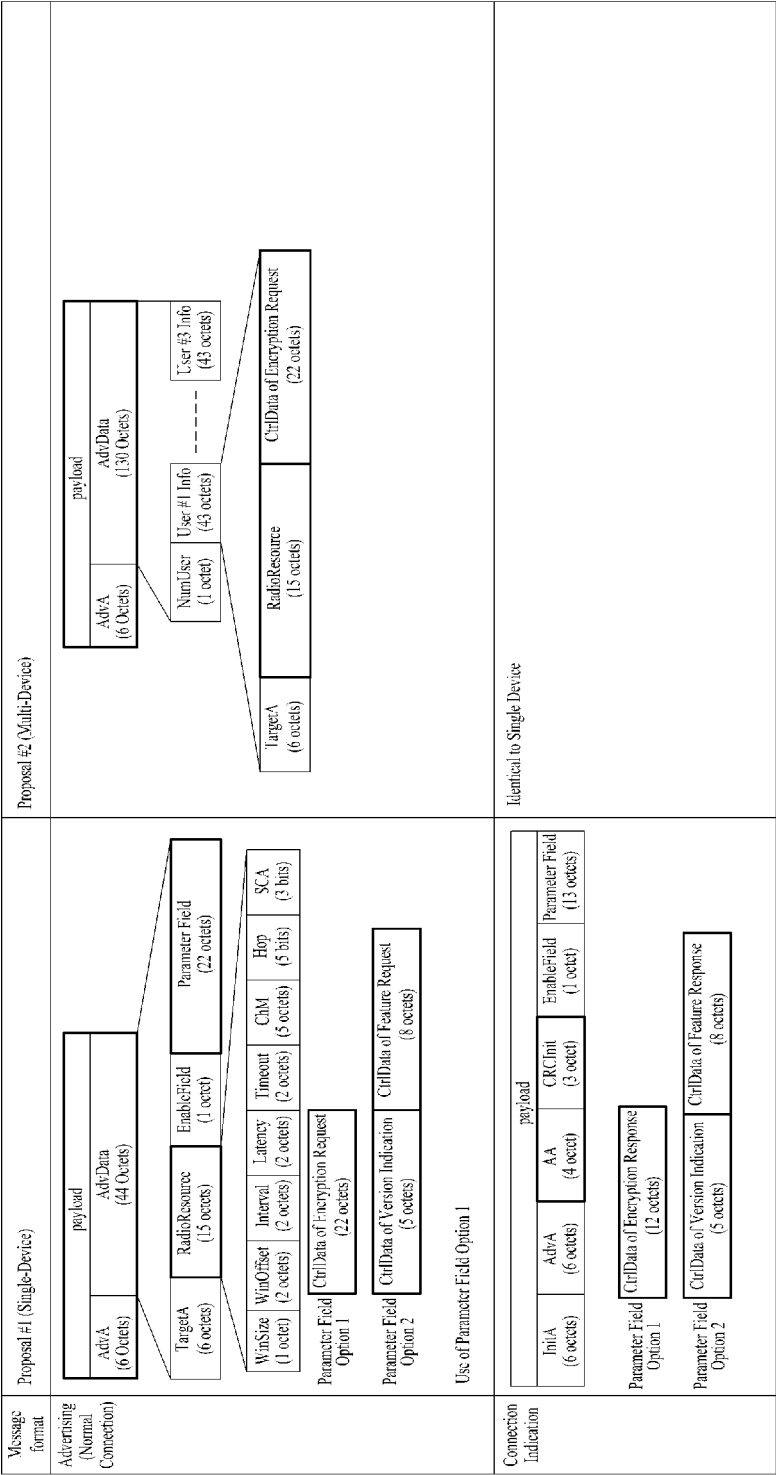 Message
format
Proposal #1 (Single-Device)
Proposal #2 (Multi-Device)
Advertising
(Normal
Connection)
payload
AdvA
(6 Octets)
AdvData
(44 Octets)
TargetA
(6 octets)
RadioResource
(15 octets)
EnableField
(1 octet)
Parameter Field
(22 octets)
WinSize
(1 octet)
WinOffset
(2 octets)
Interval
(2 octets)
Latency
(2 octets)
Timeout
(2 octets)
ChM
(5 octets)
Hop
(5 bits)
SCA
(3 bits)
Parameter Field
Option 1
CtrlData of Encryption Request
(22 octets)
Parameter Field
Option 2
CtrlData of Version Indication
(5 octets)
CtrlData of Feature Request
(8 octets)
Use of Parameter Field Option 1
payload
AdvA
(6 Octets)
AdvData
(130 Octets)
NumUser
(1 octet)
User #1 Info
(43 octets)
User #3 Info
(43 octets)
TargetA
(6 octets)
RadioResource
(15 octets)
CtrlData of Encryption Request
(22 octets)
Connection
Indication
payload
InitA
(6 octets)
AdvA
(6 octets)
AA
(4 octet)
CRCInit
(3 octet)
EnableField
(1 octet)
Parameter Field
(13 octets)
Parameter Field
Option 1
CtrlData of Encryption Response
(12 octets)
Parameter Field
Option 2
CtrlData of Version Indication
(5 octets)
CtrlData of Feature Response
(8 octets)
Identical to Single Device